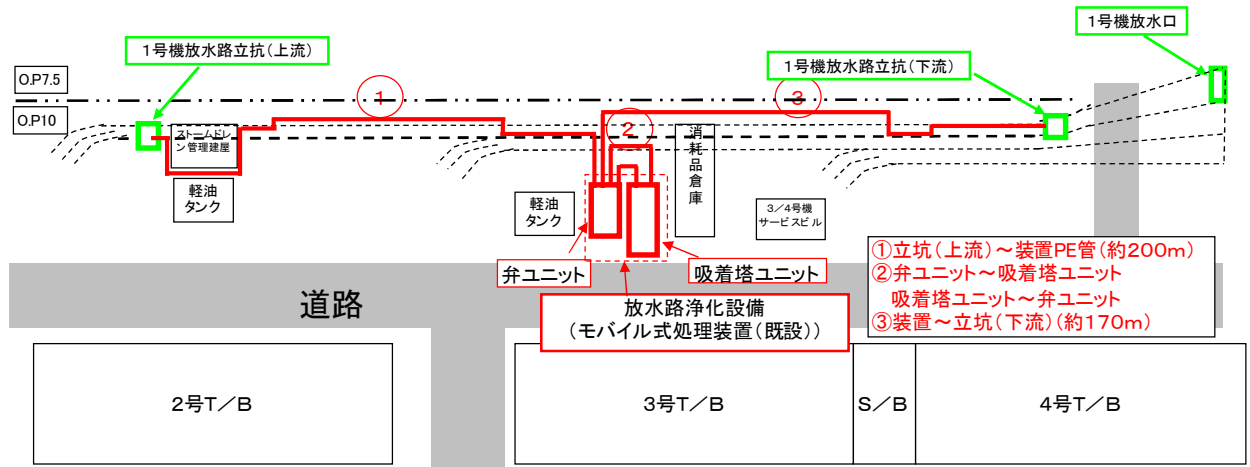 1号機放水口
1号機放水路立抗(上流)
1号機放水路立抗(下流)
O.P7.5
O.P10
①
③
②
ストームドレ
ン管理建屋
消耗品倉庫
軽油
タンク
軽油
タンク
3/4号機
サービスビル
弁ユニット
吸着塔ユニット
①立坑(上流)~装置PE管(約200m)
②弁ユニット~吸着塔ユニット
吸着塔ユニット~弁ユニット
③装置~立坑(下流)(約170m)
道路
放水路浄化設備
(モバイル式処理装置(既設))
2号T/B
3号T/B
S/B
4号T/B